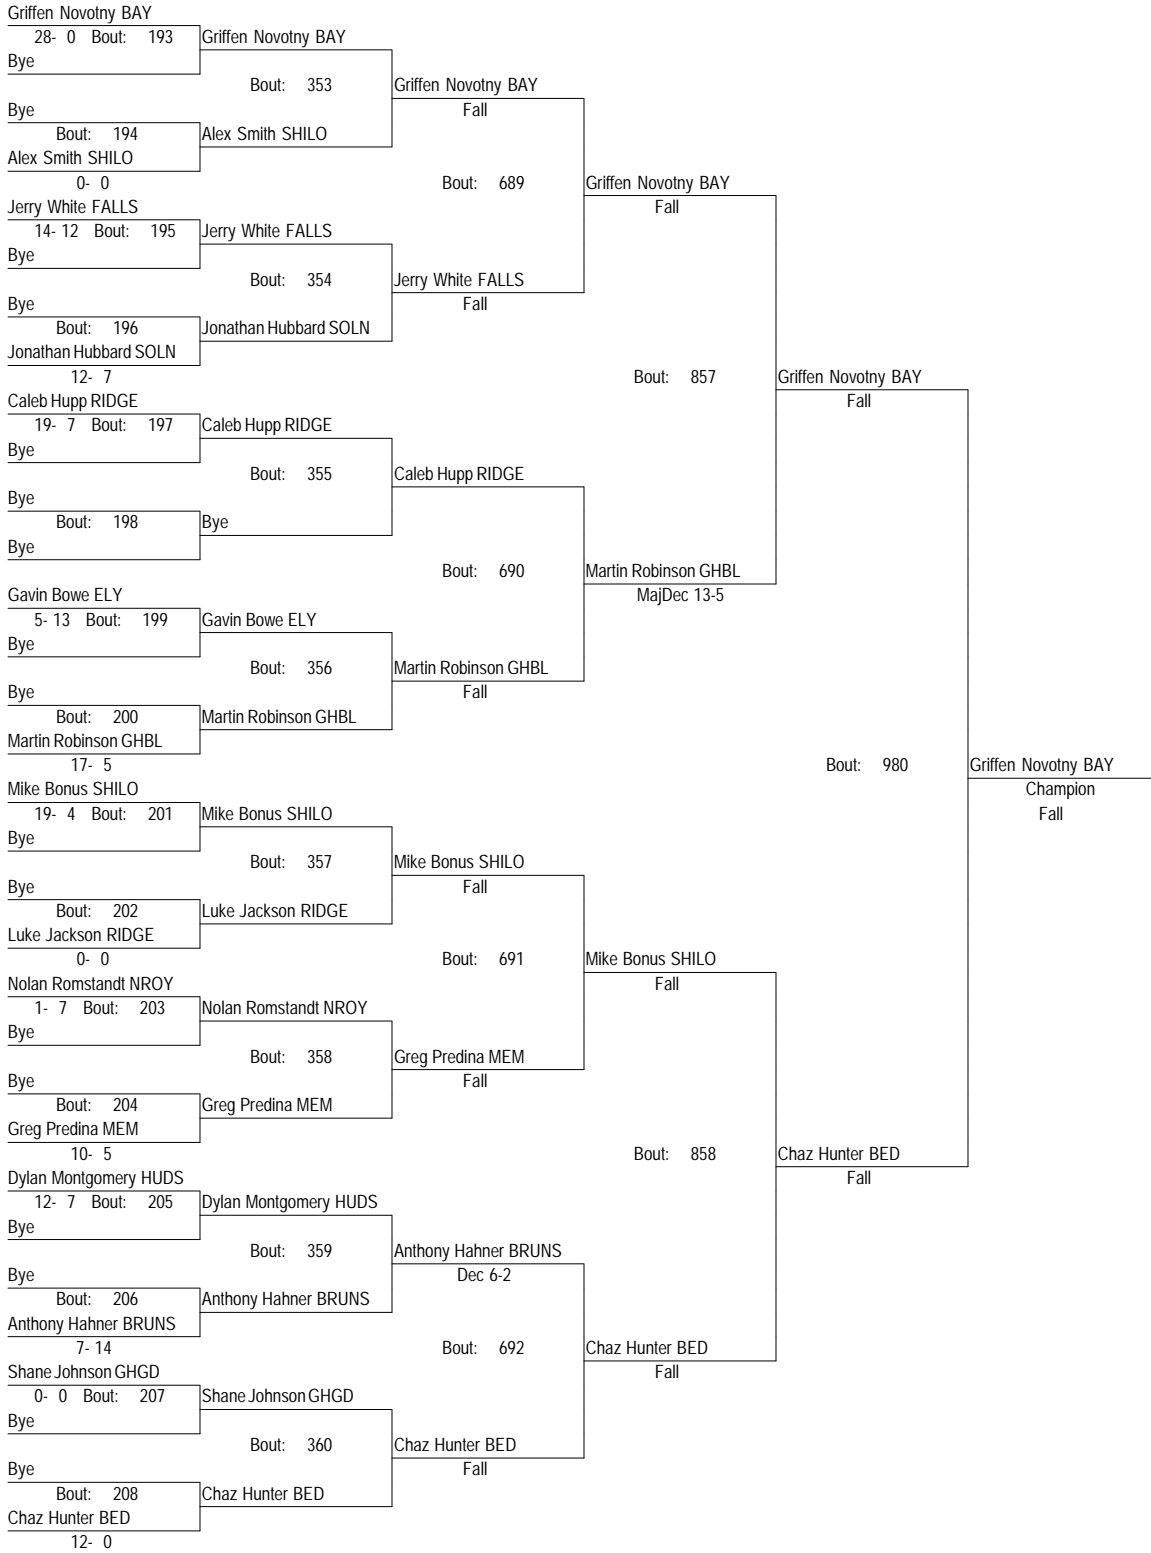 Griffen Novotny BAY
28- 0 Bout: 193 Griffen Novotny BAY
Bye
Bout: 353 Griffen Novotny BAY
Bye Fall
Bout: 194 Alex Smith SHILO
Alex Smith SHILO
0- 0 Bout: 689 Griffen Novotny BAY
Jerry White FALLS Fall
14- 12 Bout: 195 Jerry White FALLS
Bye
Bout: 354 Jerry White FALLS
Bye Fall
Bout: 196 Jonathan Hubbard SOLN
Jonathan Hubbard SOLN
12- 7 Bout: 857 Griffen Novotny BAY
Caleb Hupp RIDGE Fall
19- 7 Bout: 197 Caleb Hupp RIDGE
Bye
Bout: 355 Caleb Hupp RIDGE
Bye
Bout: 198 Bye
Bye
Bout: 690 Martin Robinson GHBL
Gavin Bowe ELY MajDec 13-5
5- 13 Bout: 199 Gavin Bowe ELY
Bye
Bout: 356 Martin Robinson GHBL
Bye Fall
Bout: 200 Martin Robinson GHBL
Martin Robinson GHBL
17- 5 Bout: 980 Griffen Novotny BAY
Mike Bonus SHILO Champion
19- 4 Bout: 201 Mike Bonus SHILO Fall
Bye
Bout: 357 Mike Bonus SHILO
Bye Fall
Bout: 202 Luke Jackson RIDGE
Luke Jackson RIDGE
0- 0 Bout: 691 Mike Bonus SHILO
Nolan Romstandt NROY Fall
1- 7 Bout: 203 Nolan Romstandt NROY
Bye
Bout: 358 Greg Predina MEM
Bye Fall
Bout: 204 Greg Predina MEM
Greg Predina MEM
10- 5 Bout: 858 Chaz Hunter BED
Dylan Montgomery HUDS Fall
12- 7 Bout: 205 Dylan Montgomery HUDS
Bye
Bout: 359 Anthony Hahner BRUNS
Bye Dec 6-2
Bout: 206 Anthony Hahner BRUNS
Anthony Hahner BRUNS
7- 14 Bout: 692 Chaz Hunter BED
Shane Johnson GHGD Fall
0- 0 Bout: 207 Shane Johnson GHGD
Bye
Bout: 360 Chaz Hunter BED
Bye Fall
Bout: 208 Chaz Hunter BED
Chaz Hunter BED
12- 0